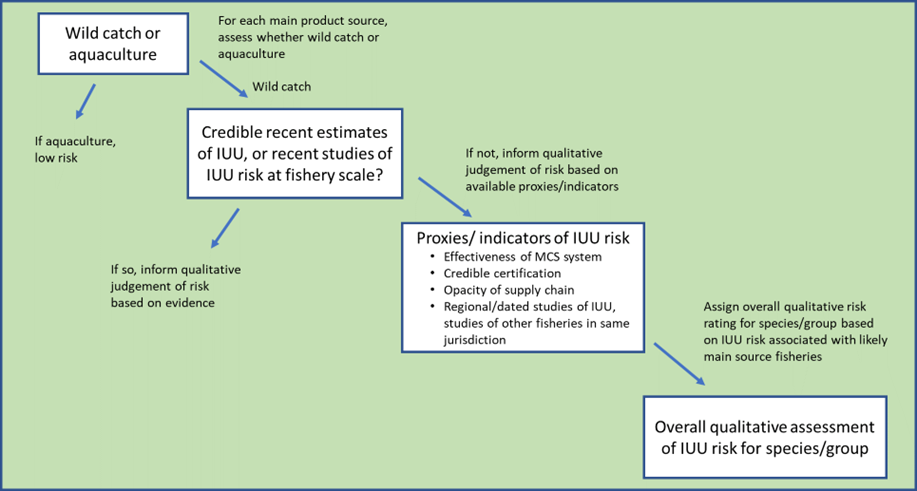 Wild catch or
aquaculture
For each main product source,
assess whether wild catch or
aquaculture
Wild catch
If aquaculture,
low risk
Credible recent estimates
of IUU, or recent studies of
IUU risk at fishery scale?
If not, inform qualitative
judgement of risk based on
available proxies/indicators
If so, inform qualitative
judgement of risk
based on evidence
Proxies/ indicators of IUU risk
• Effectiveness of MCS system
• Credible certification
• Opacity of supply chain
• Regional/dated studies of IUU,
studies of other fisheries in same
jurisdiction
Assign overall qualitative risk
rating for species/group based
on IUU risk associated with likely
main source fisheries
Overall qualitative assessment
of IUU risk for species/group